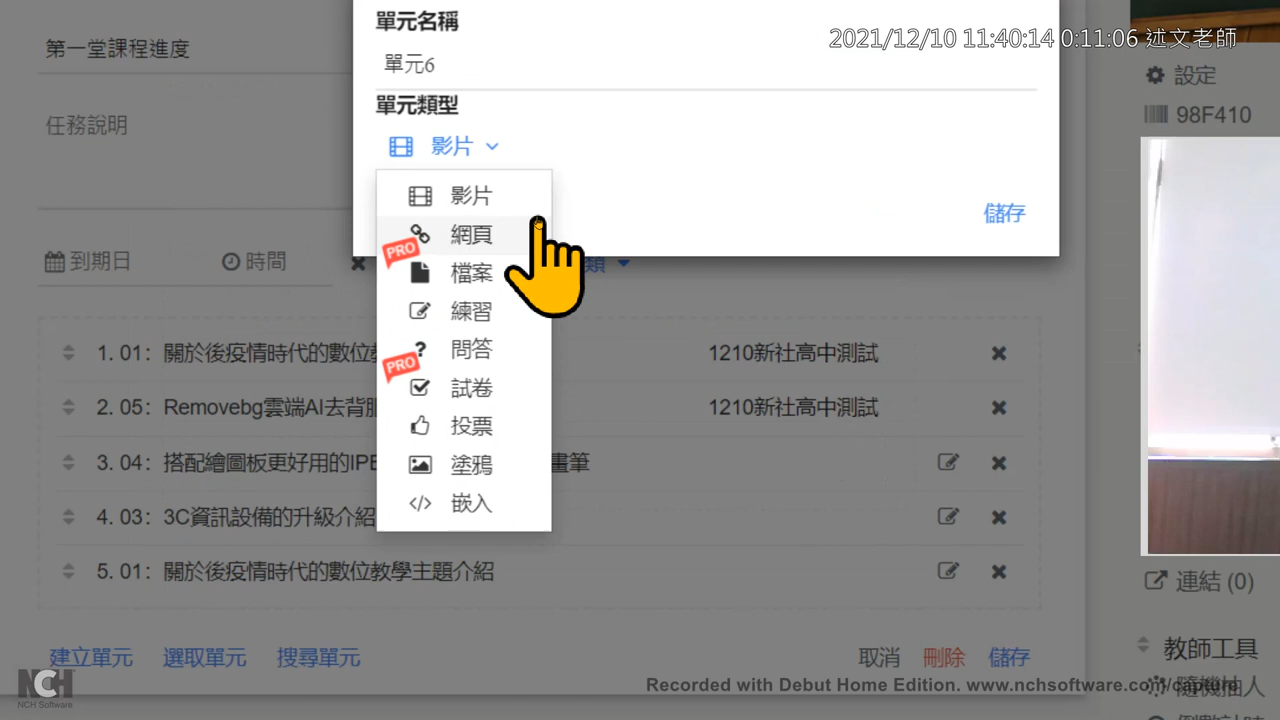 單元名稱
單元6
2021/12/10 11:40:14 0:11:06 述文老師
第一堂課程進度
設定
98F410
單元類型
影片
任務說明
影片
儲存
網頁
PRO
到期日
時間
類
檔案
練習
問答
PRO
試卷
投票
塗鴉
嵌入
1. 01：關於後疫情時代的數位教
1210新社高中測試
2. 05：Removebg雲端AI去背服
1210新社高中測試
3. 04：搭配繪圖板更好用的IPE
畫筆
4. 03：3C資訊設備的升級介紹
5. 01：關於後疫情時代的數位教學主題介紹
連結 (0)
建立單元
選取單元
搜尋單元
取消
刪除
儲存
教師工具
隨機抽人
Recorded with Debut Home Edition. www.nchsoftware.com/capture
NCH
NCH Software